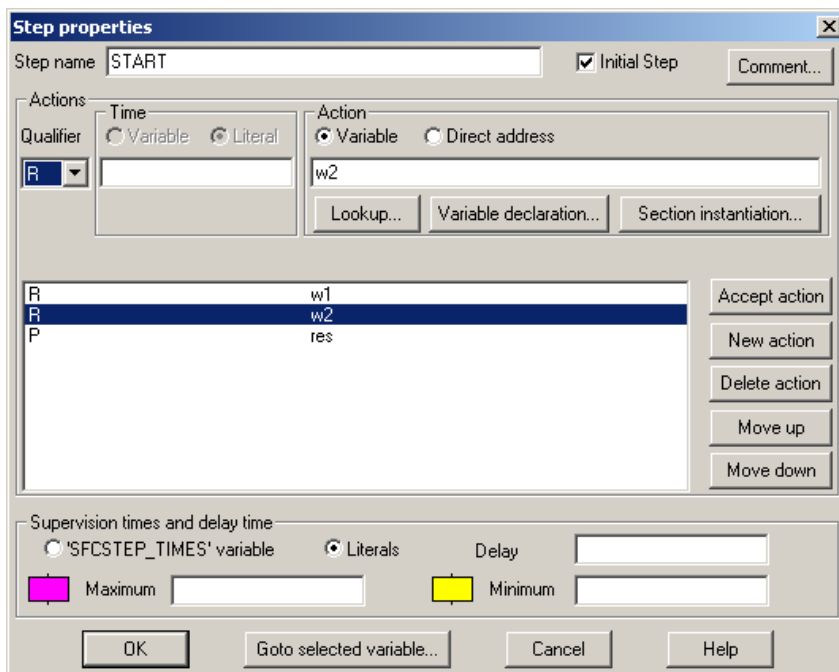 Step properties
Step name START Initial Step Comment...
Actions
Time Action
Qualifier Variable Literal Variable Direct address
R w2
Lookup... Variable declaration... Section instantiation...
R w1 Accept action
R w2
P res New action
Delete action
Move up
Move down
Supervision times and delay time
'SFCSTEP_TIMES' variable Literals Delay
Maximum Minimum
OK Goto selected variable... Cancel Help